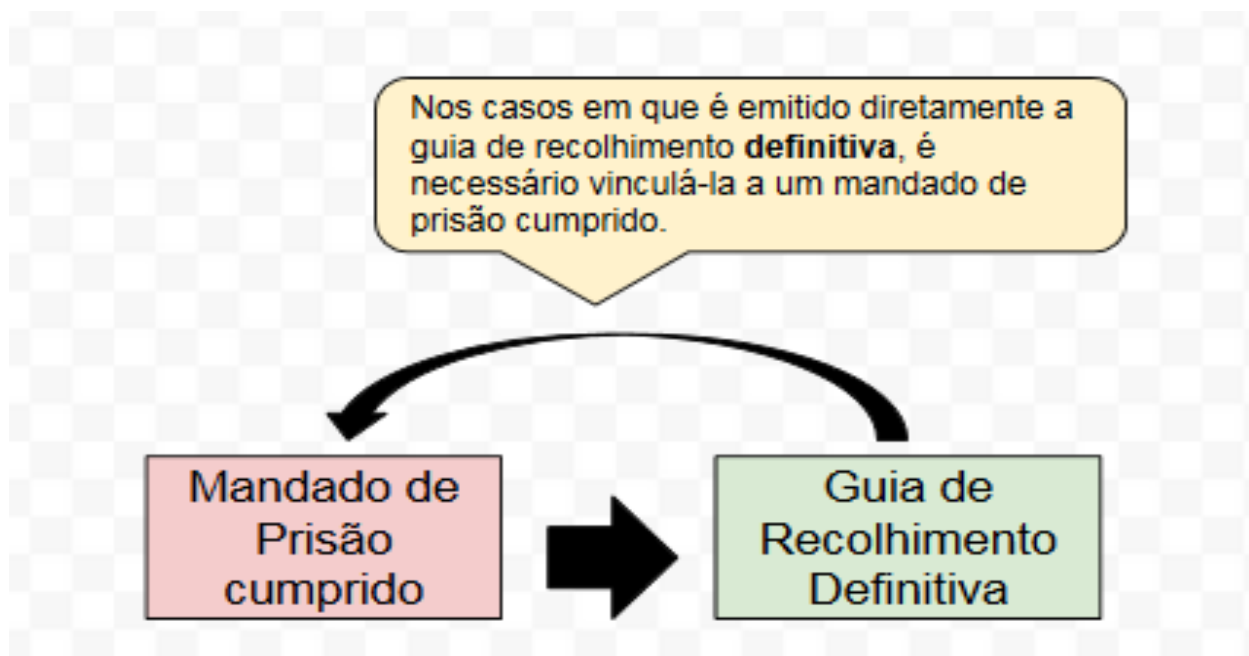 Nos casos em que é emitido diretamente a
guia de recolhimento definitiva, é
necessário vinculá-la a um mandado de
prisão cumprido.
Mandado de
Prisão
cumprido
Guia de
Recolhimento
Definitiva